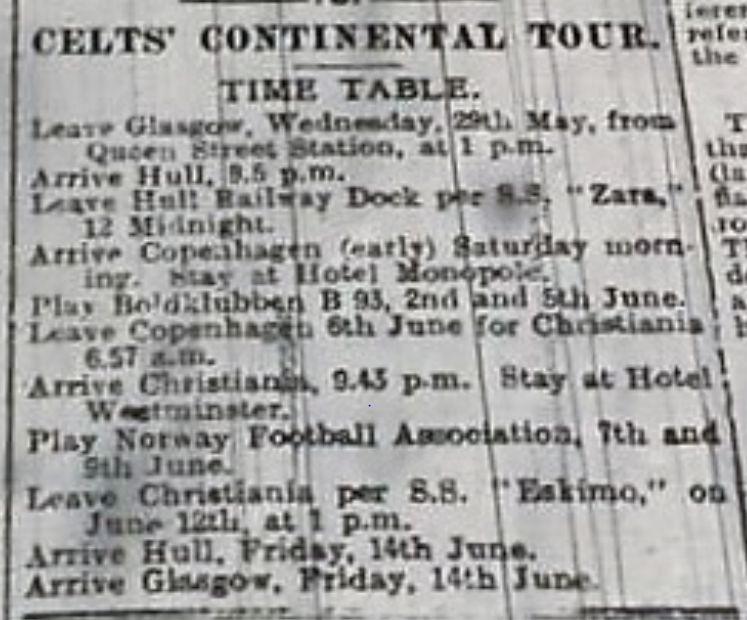 CELTS' CONTINENTAL TOUR.
TIME TABLE.
Leave Glasgow, Wednesday, 29th May, from
Queen Street Station, at 1 p.m.
Arrive Hull, 9.5 p.m.
Leave Hull Railway Dock per S.S. "Zara,"
12 Midnight.
Arrive Copenhagen (early) Saturday morn-
ing. Stay at Hotel Monopole.
Play Boldklubben B 93, 2nd and 5th June.
Leave Copenhagen 6th June for Christiania
6.57 a.m.
Arrive Christiania, 9.45 p.m. Stay at Hotel
Westminster.
Play Norway Football Association, 7th and
9th June.
Leave Christiania per S.S. "Eskimo," on
June 12th, at 1 p.m.
Arrive Hull, Friday, 14th June.
Arrive Glasgow, Friday, 14th June.